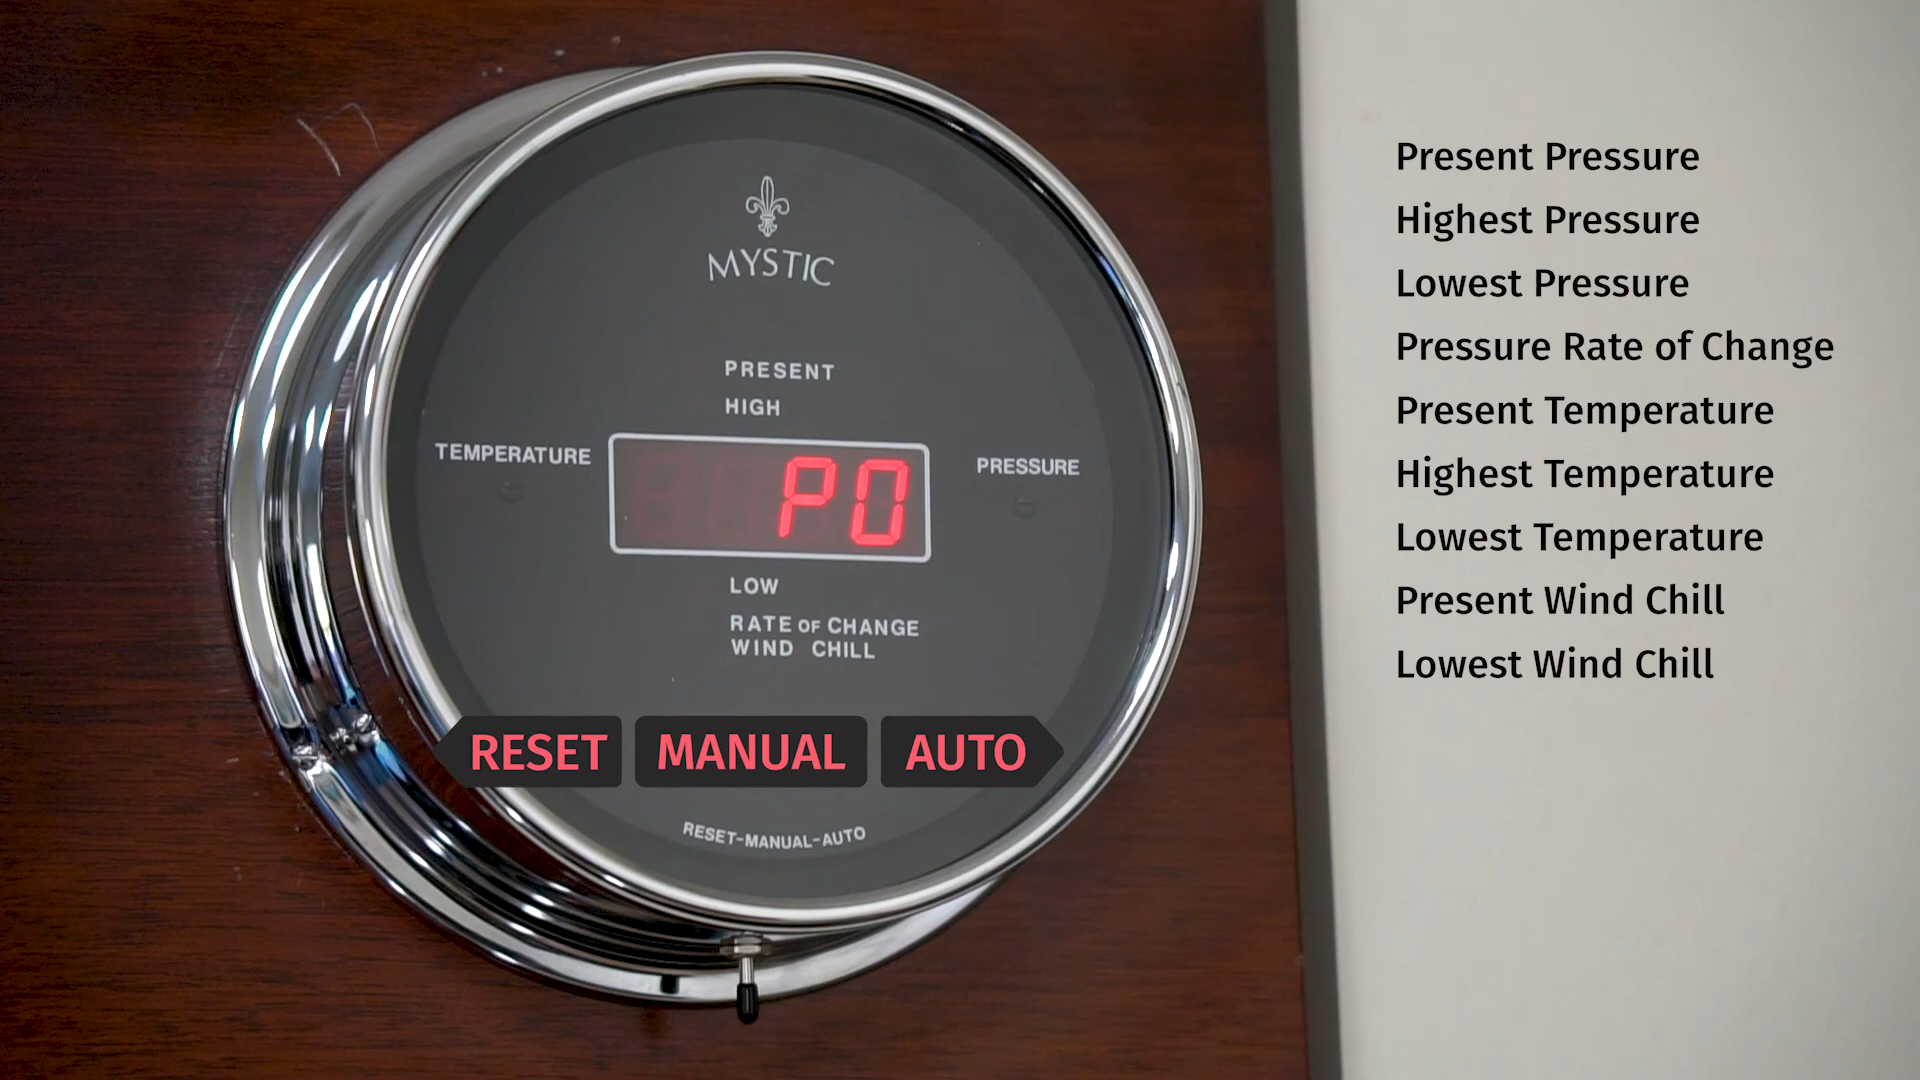 MYSTIC
PRESENT
HIGH
TEMPERATURE
P0
PRESSURE
LOW
RATE OF CHANGE
WIND CHILL
RESET MANUAL AUTO
RESET-MANUAL-AUTO
Present Pressure
Highest Pressure
Lowest Pressure
Pressure Rate of Change
Present Temperature
Highest Temperature
Lowest Temperature
Present Wind Chill
Lowest Wind Chill